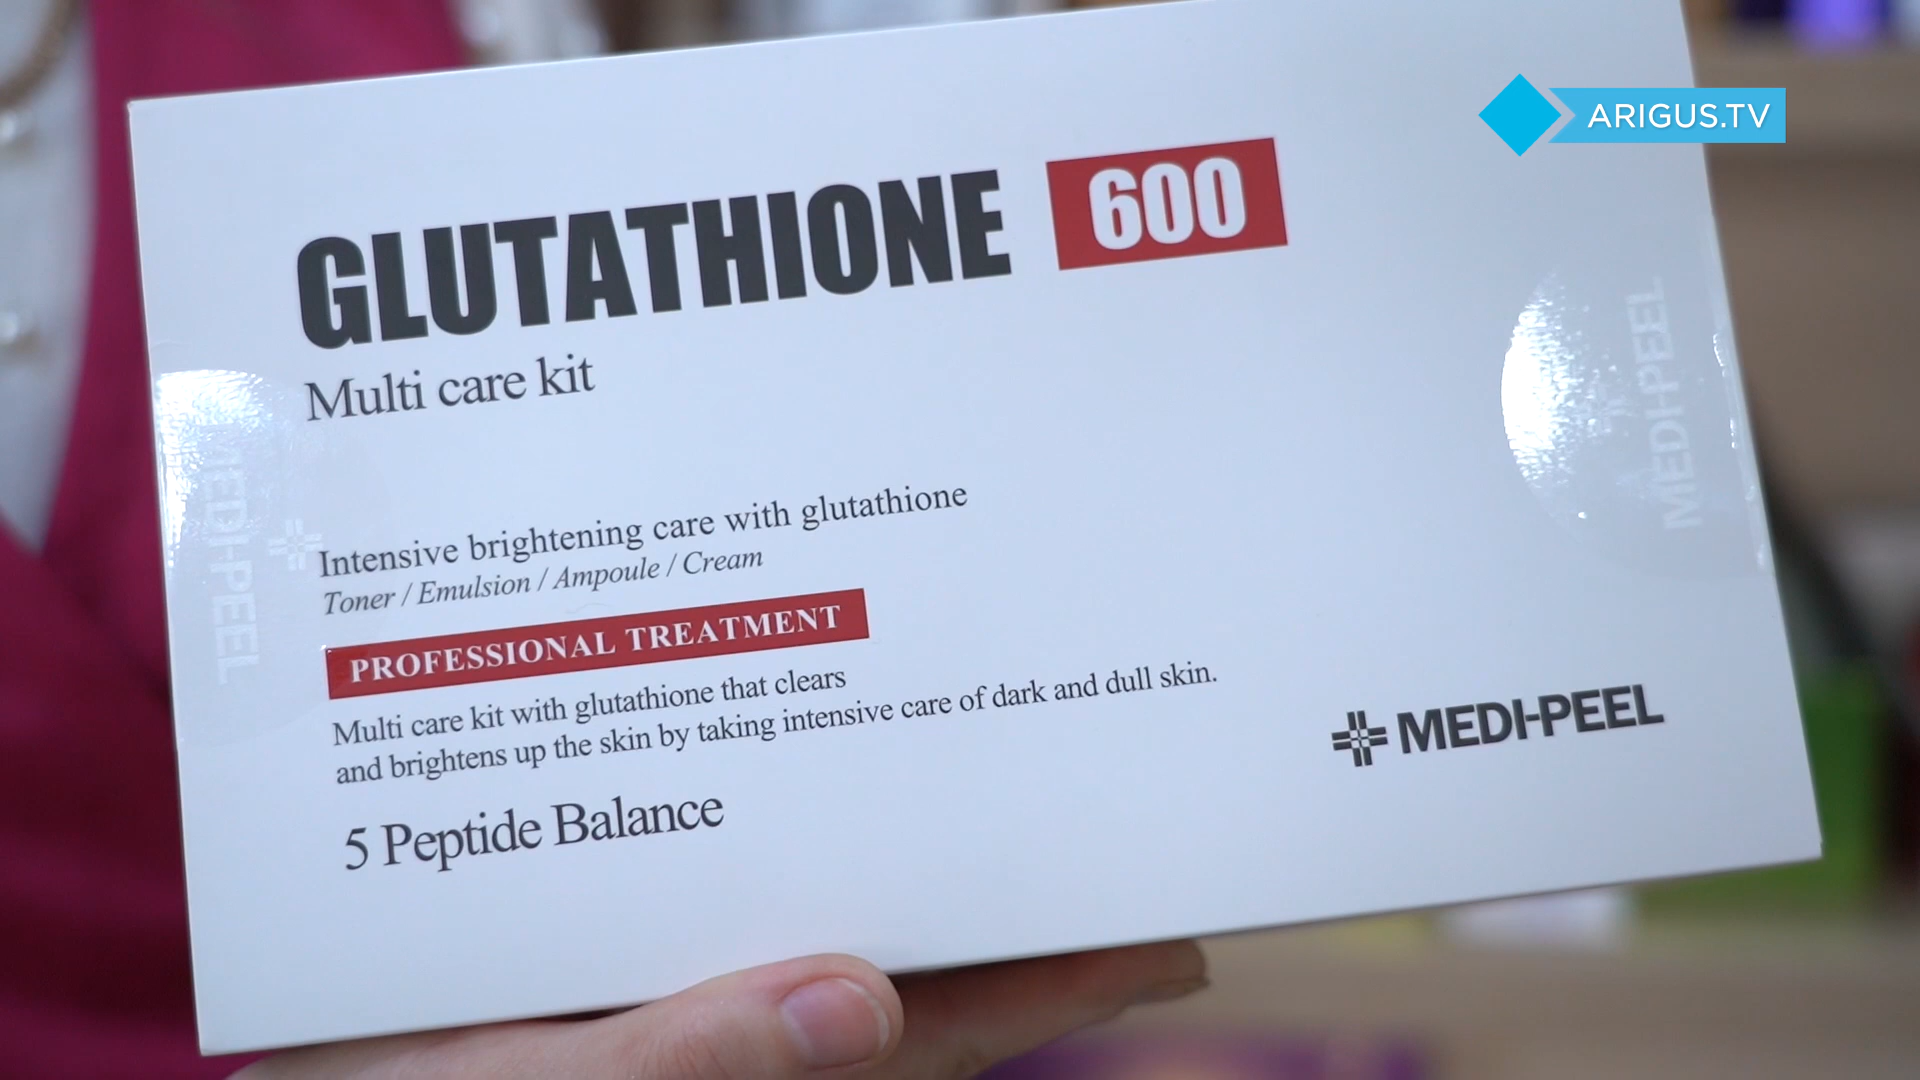 ARIGUS.TV
GLUTATHIONE 600
Multi care kit
Intensive brightening care with glutathione
Toner / Emulsion / Ampoule / Cream
PROFESSIONAL TREATMENT
Multi care kit with glutathione that clears
and brightens up the skin by taking intensive care of dark and dull skin.
5 Peptide Balance
MEDI-PEEL
MEDI-PEEL
MEDI-PEEL